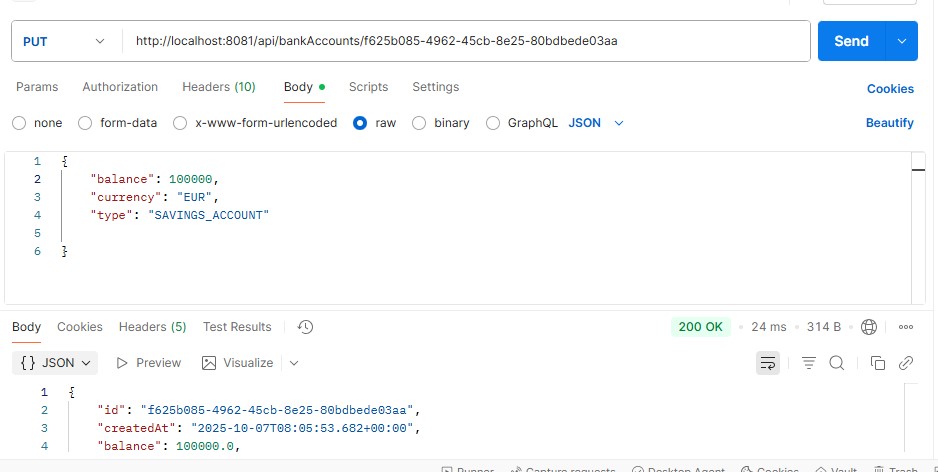 PUT http://localhost:8081/api/bankAccounts/f625b085-4962-45cb-8e25-80bdbede03aa Send
Params Authorization Headers (10) Body Scripts Settings Cookies
none form-data x-www-form-urlencoded raw binary GraphQL JSON Beautify
1 {
2 "balance": 100000,
3 "currency": "EUR",
4 "type": "SAVINGS_ACCOUNT"
5
6 }
Body Cookies Headers (5) Test Results 200 OK • 24 ms • 314 B
{} JSON Preview Visualize
1 {
2 "id": "f625b085-4962-45cb-8e25-80bdbede03aa",
3 "createdAt": "2025-10-07T08:05:53.682+00:00",
4 "balance": 100000.0,
Runner Capture requests Desktop Agent Cookies Vault Trash